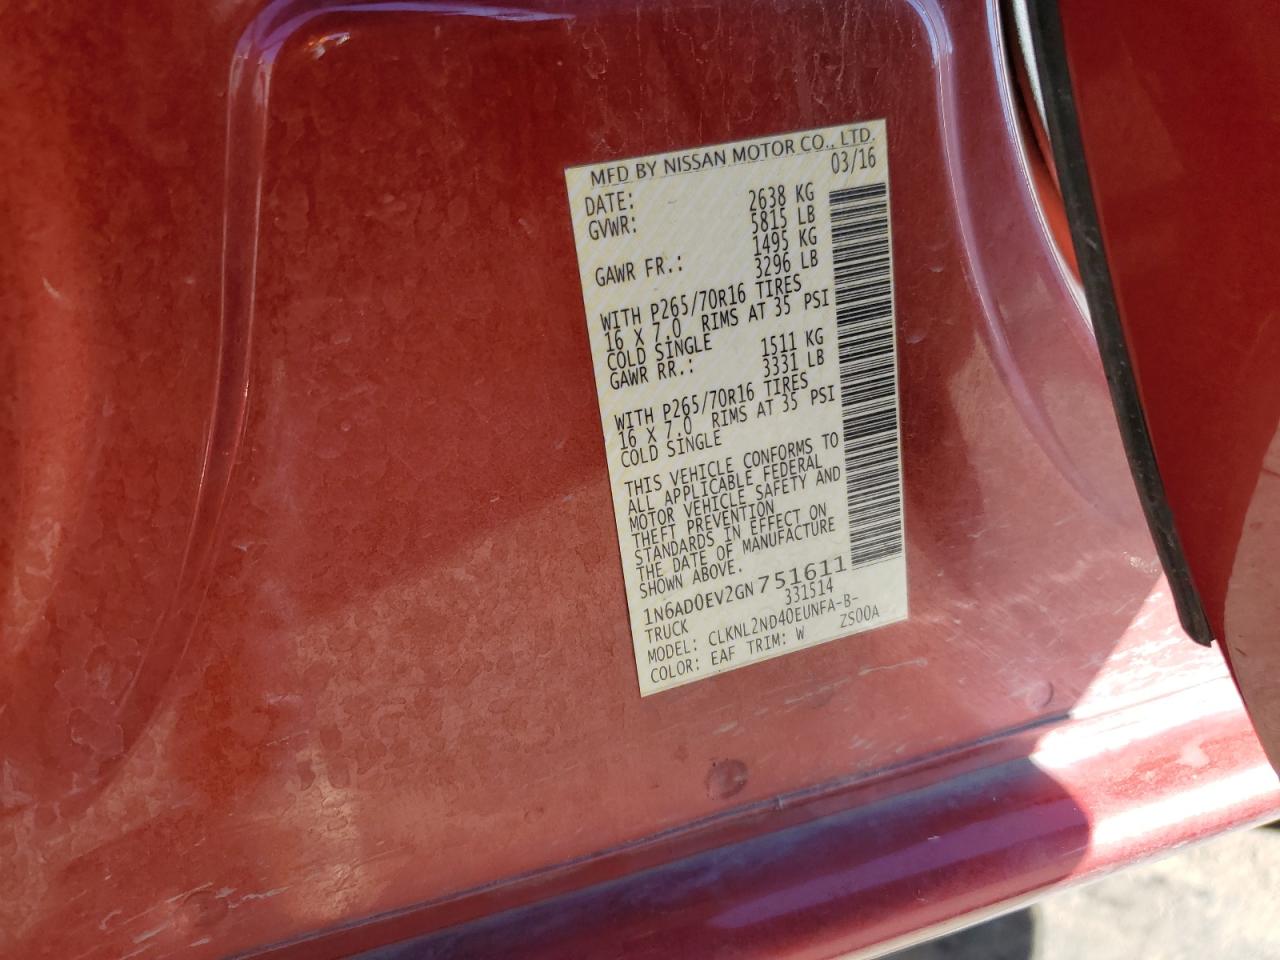 MFD BY NISSAN MOTOR CO., LTD.
DATE: 03/16
GVWR: 2638 KG
5815 LB
GAWR FR.: 1495 KG
3296 LB
WITH P265/70R16 TIRES
16 X 7.0 RIMS AT 35 PSI
COLD SINGLE
GAWR RR.: 1511 KG
3331 LB
WITH P265/70R16 TIRES
16 X 7.0 RIMS AT 35 PSI
COLD SINGLE
THIS VEHICLE CONFORMS TO
ALL APPLICABLE FEDERAL
MOTOR VEHICLE SAFETY AND
THEFT PREVENTION
STANDARDS IN EFFECT ON
THE DATE OF MANUFACTURE
SHOWN ABOVE.
1N6AD0EV2GN751611
TRUCK 331514
MODEL: CLKNL2ND40EUNFA-B-
COLOR: EAF TRIM: W ZS00A